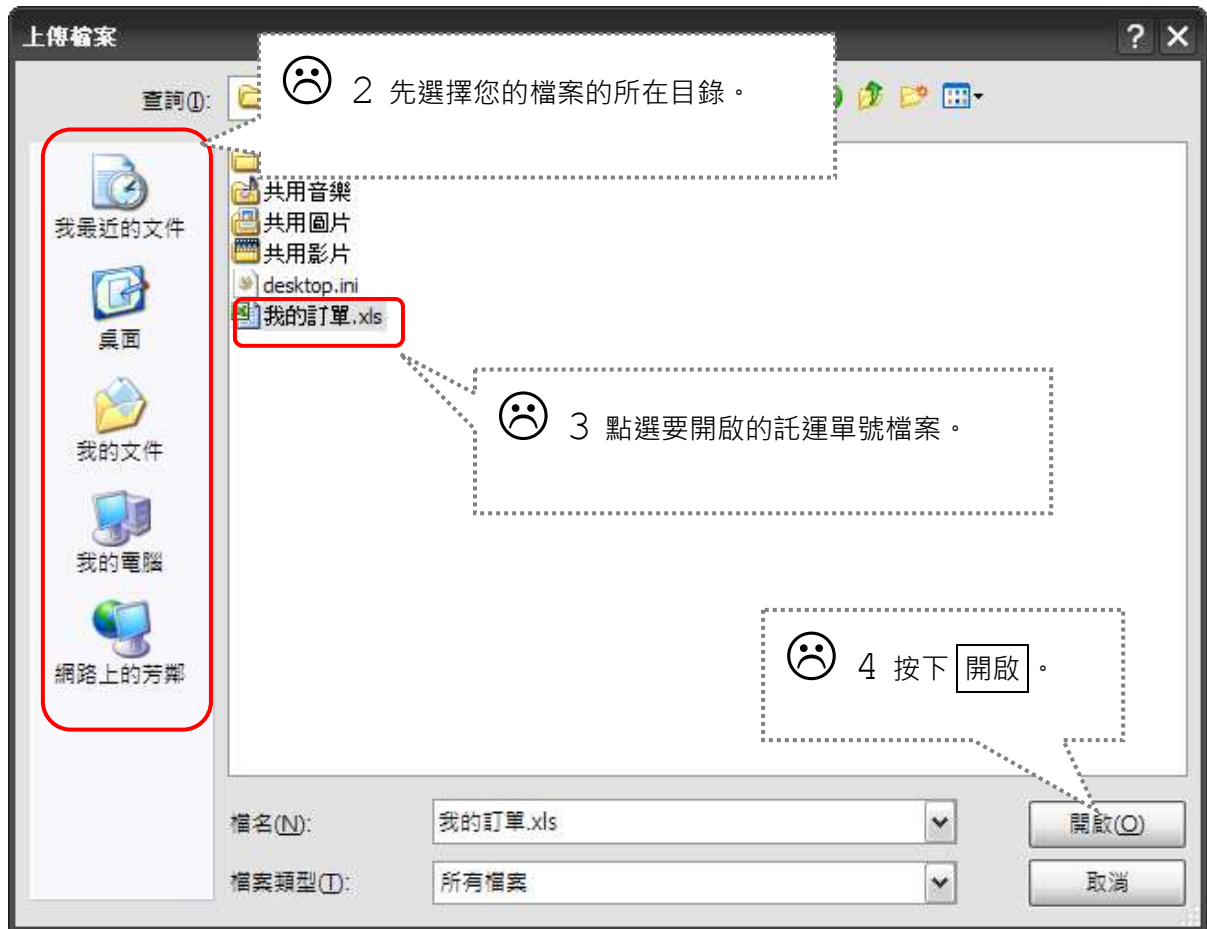 上傳檔案
查詢(I):
2 先選擇您的檔案的所在目錄。
共用音樂
共用圖片
共用影片
desktop.ini
我的訂單.xls
我最近的文件
桌面
我的文件
我的電腦
網路上的芳鄰
3 點選要開啟的託運單號檔案。
4 按下 開啟 。
檔名(N):
我的訂單.xls
開啟(O)
檔案類型(T):
所有檔案
取消